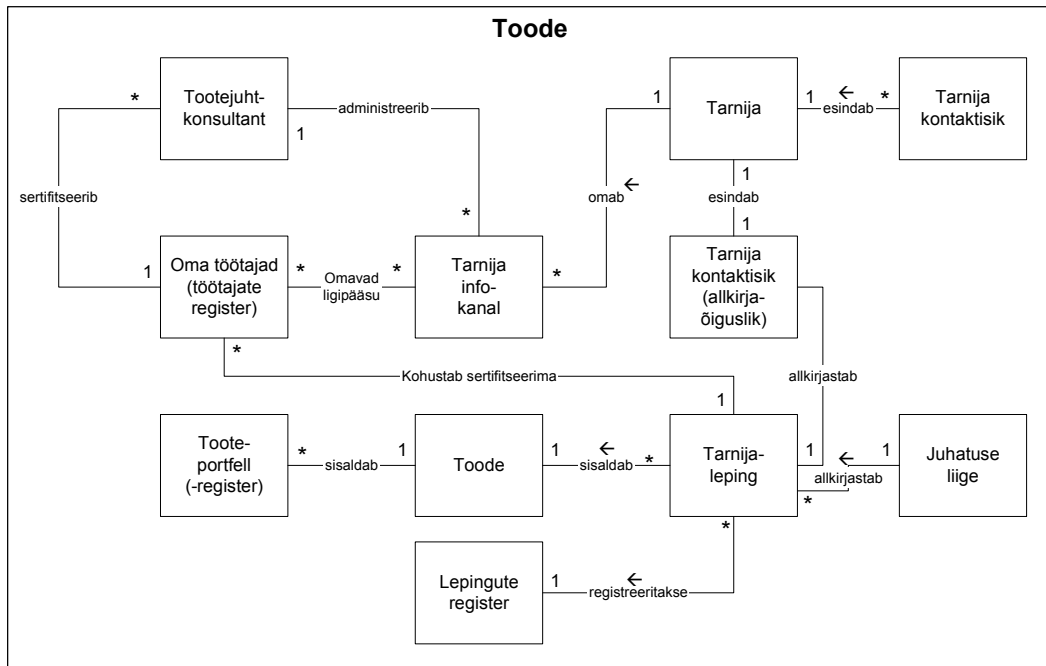 Toode
Tootejuht-
konsultant
*
1
administreerib
*
sertifitseerib
1
Oma töötajad
(töötajate
register)
*
Omavad
ligipääsu
*
Tarnija
info-
kanal
*
omab
←
1
Tarnija
1
←
esindab
*
Tarnija
kontaktisik
1
esindab
1
Tarnija
kontaktisik
(allkirja-
õiguslik)
allkirjastab
1
*
Kohustab sertifitseerima
1
Toote-
portfell
(-register)
*
sisaldab
1
Toode
1
←
sisaldab
*
Tarnija-
leping
*
←
allkirjastab
1
Juhatuse
liige
*
←
registreeritakse
1
Lepingute
register